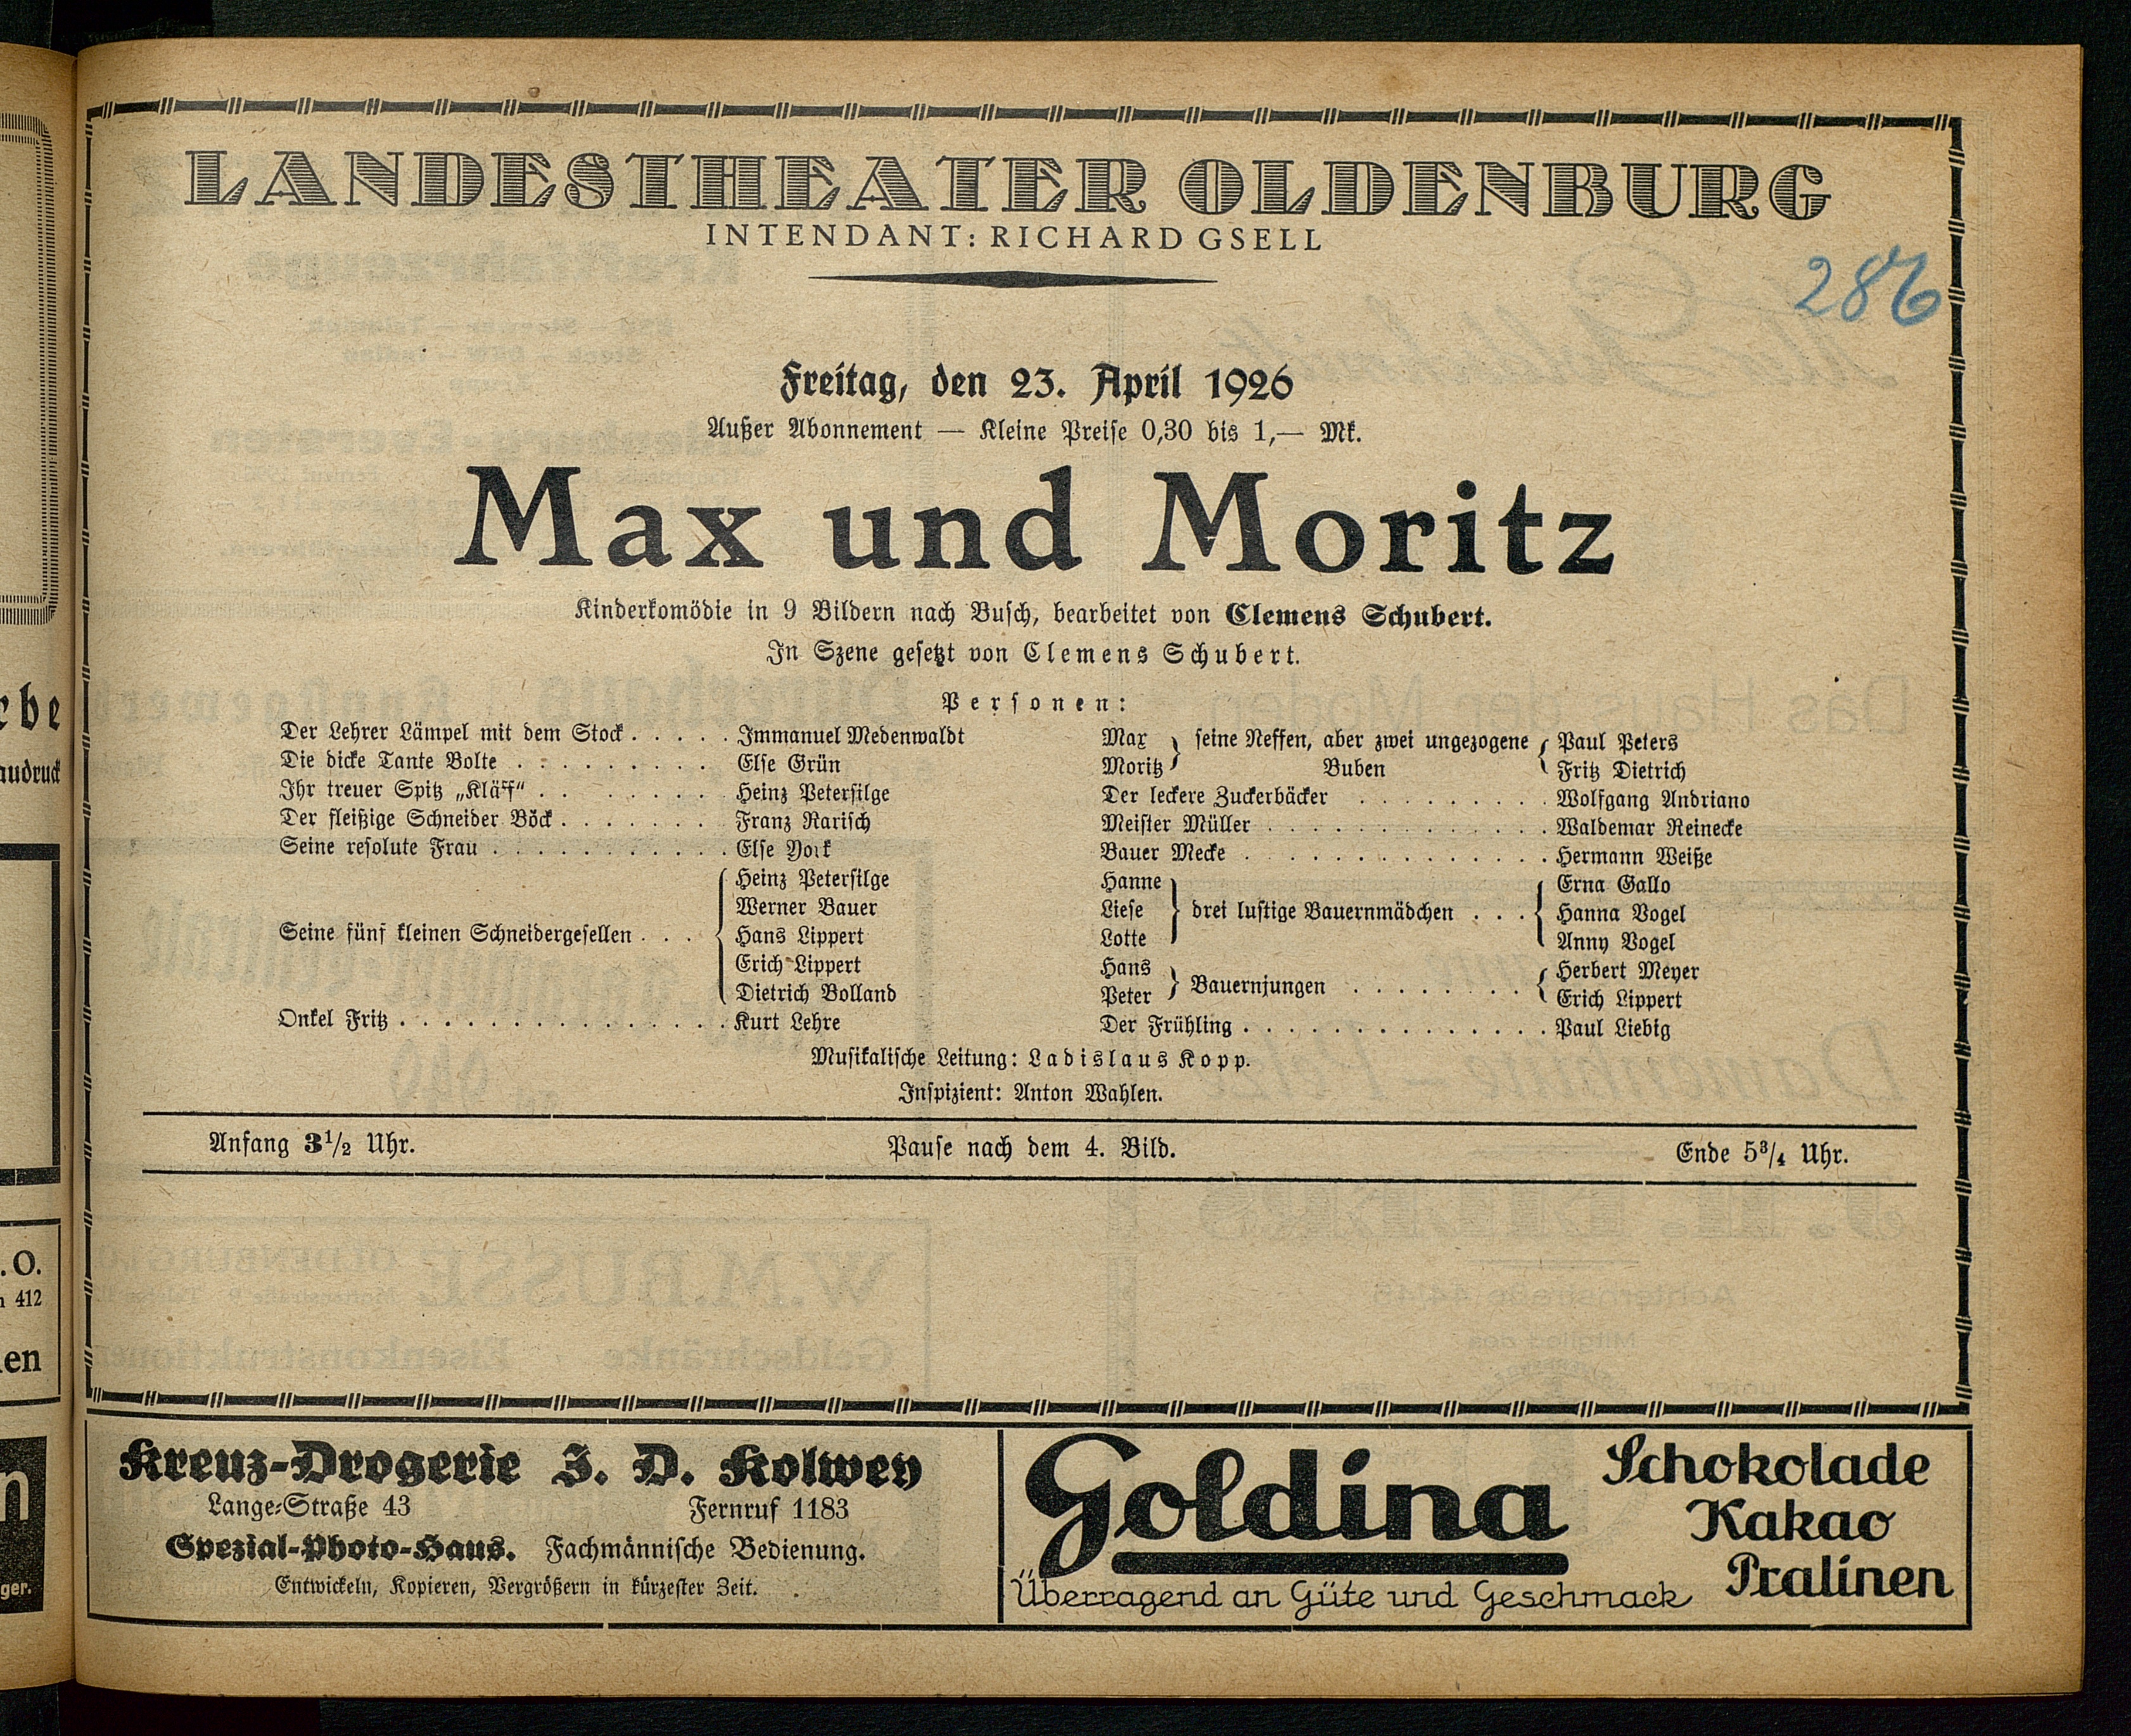 LANDESTHEATER OLDENBURG
INTENDANT: RICHARD GSELL
286
Freitag, den 23. April 1926
Außer Abonnement — Kleine Preise 0,30 bis 1,— Mk.
Max und Moritz
Kinderkomödie in 9 Bildern nach Busch, bearbeitet von Clemens Schubert.
In Szene gesetzt von Clemens Schubert.
Personen:
Der Lehrer Lämpel mit dem Stock . . . . . Immanuel Medenwaldt
Die dicke Tante Bolte . . . . . . . . . Else Grün
Ihr treuer Spitz „Kläff“ . . . . . . . Heinz Petersilge
Der fleißige Schneider Böck . . . . . . . Franz Rarisch
Seine resolute Frau . . . . . . . . . . . Else York
Seine fünf kleinen Schneidergesellen . . . { Heinz Petersilge
Werner Bauer
Hans Lippert
Erich Lippert
Dietrich Bolland
Onkel Fritz . . . . . . . . . . . . . . . Kurt Lehre
Max } seine Neffen, aber zwei ungezogene { Paul Peters
Moritz } Buben { Fritz Dietrich
Der leckere Zuckerbäcker . . . . . . . . . Wolfgang Andriano
Meister Müller . . . . . . . . . . . . . Waldemar Reinecke
Bauer Mecke . . . . . . . . . . . . . . Hermann Weiße
Hanne } { Erna Gallo
Liese } drei lustige Bauernmädchen . . . { Hanna Vogel
Lotte } { Anny Vogel
Hans } Bauernjungen . . . . . . . . { Herbert Meyer
Peter } { Erich Lippert
Der Frühling . . . . . . . . . . . . . . Paul Liebig
Musikalische Leitung: Ladislaus Kopp.
Inspizient: Anton Wahlen.
Anfang 3 1/2 Uhr. Pause nach dem 4. Bild. Ende 5 3/4 Uhr.
Kreuz-Drogerie J. D. Kolwey
Lange-Straße 43 Fernruf 1183
Spezial-Photo-Haus. Fachmännische Bedienung.
Entwickeln, Kopieren, Vergrößern in kürzester Zeit.
Goldina
Schokolade
Kakao
Pralinen
Überragend an Güte und Geschmack